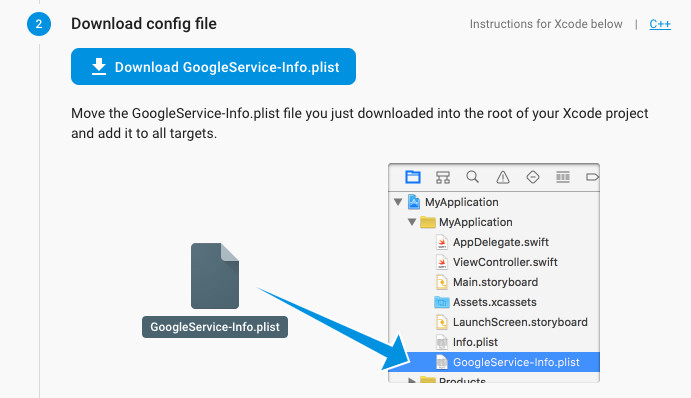 2 Download config file Instructions for Xcode below | C++
Download GoogleService-Info.plist
Move the GoogleService-Info.plist file you just downloaded into the root of your Xcode project
and add it to all targets.
MyApplication
MyApplication
AppDelegate.swift
ViewController.swift
Main.storyboard
Assets.xcassets
LaunchScreen.storyboard
Info.plist
GoogleService-Info.plist
Products
GoogleService-Info.plist